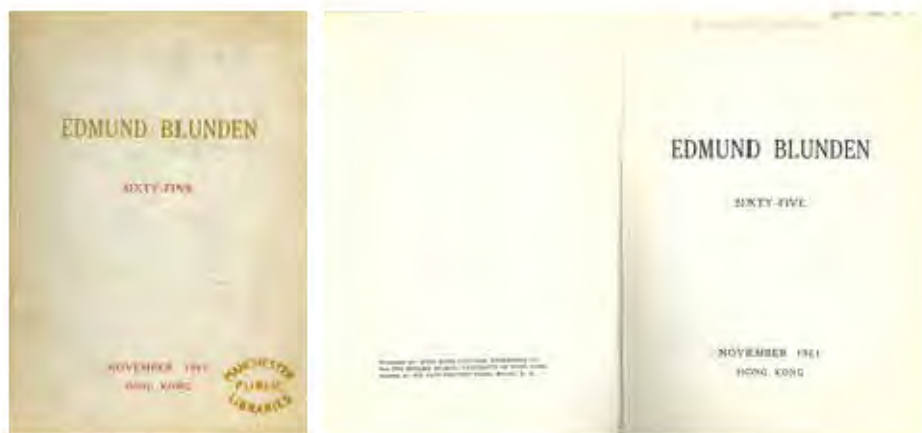 EDMUND BLUNDEN
SIXTY-FIVE
NOVEMBER 1961
HONG KONG
MANCHESTER
PUBLIC
LIBRARIES
EDMUND BLUNDEN
SIXTY-FIVE
NOVEMBER 1961
HONG KONG